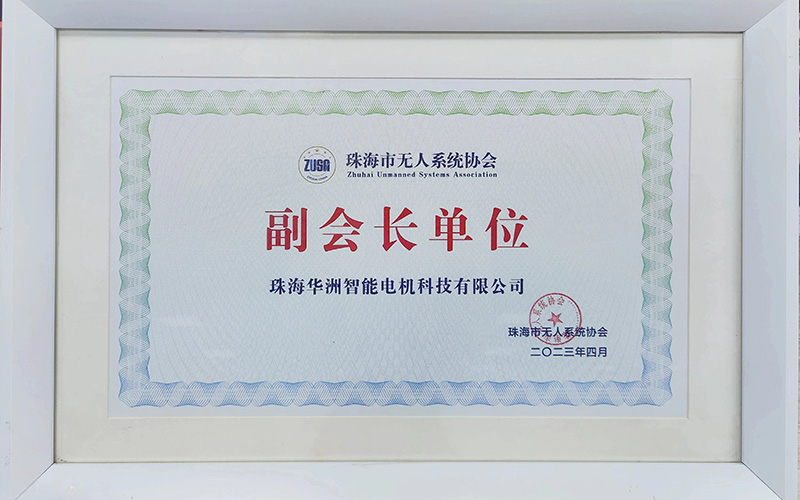 ZUSA
珠海市无人系统协会
Zhuhai Unmanned Systems Association
副会长单位
珠海华洲智能电机科技有限公司
珠海市无人系统协会
二〇二三年四月